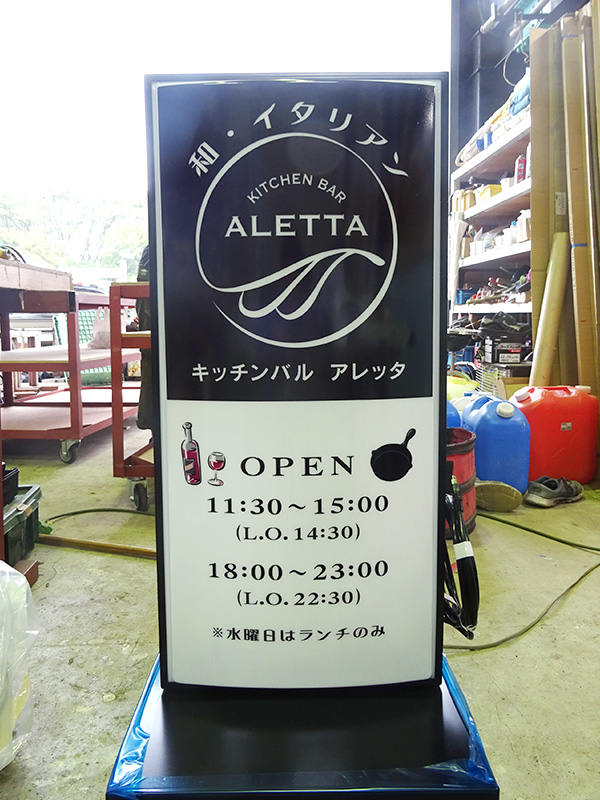 和・イタリアン
KITCHEN BAR
ALETTA
キッチンバル アレッタ
OPEN
11:30～15:00
(L.O.14:30)
18:00～23:00
(L.O.22:30)
※水曜日はランチのみ